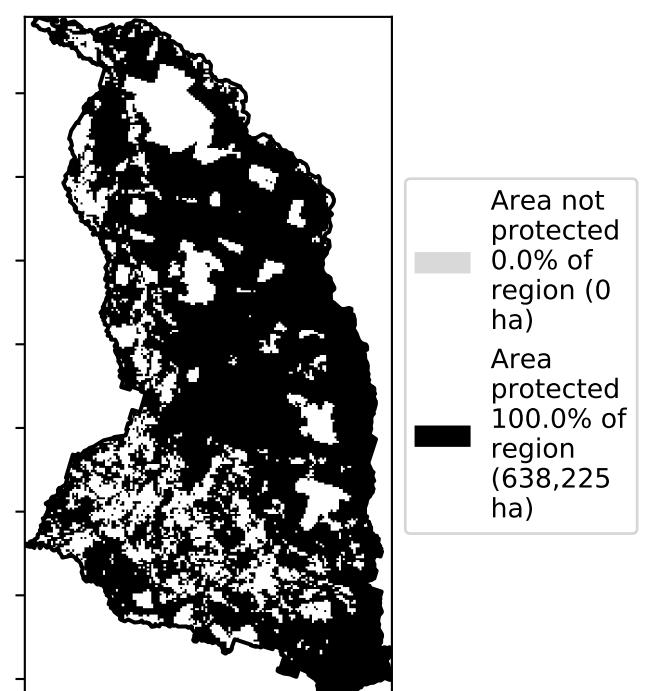 Area not
protected
0.0% of
region (0
ha)
Area
protected
100.0% of
region
(638,225
ha)